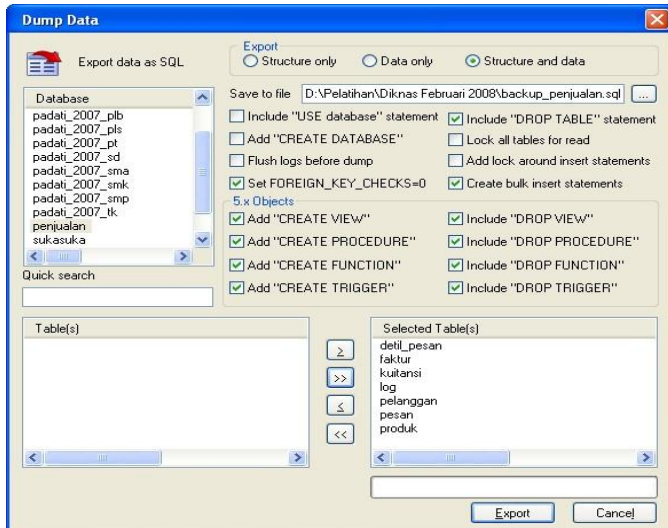 Dump Data
Export data as SQL
Export
Structure only
Data only
Structure and data
Database
padati_2007_plb
padati_2007_pls
padati_2007_pt
padati_2007_sd
padati_2007_sma
padati_2007_smk
padati_2007_smp
padati_2007_tk
penjualan
sukasuka
Quick search
Save to file D:\Pelatihan\Diknas Februari 2008\backup_penjualan.sql ...
Include "USE database" statement
Include "DROP TABLE" statement
Add "CREATE DATABASE"
Lock all tables for read
Flush logs before dump
Add lock around insert statements
Set FOREIGN_KEY_CHECKS=0
Create bulk insert statements
5.x Objects
Add "CREATE VIEW"
Include "DROP VIEW"
Add "CREATE PROCEDURE"
Include "DROP PROCEDURE"
Add "CREATE FUNCTION"
Include "DROP FUNCTION"
Add "CREATE TRIGGER"
Include "DROP TRIGGER"
Table(s)
>
>>
<
<<
Selected Table(s)
detil_pesan
faktur
kuitansi
log
pelanggan
pesan
produk
Export
Cancel